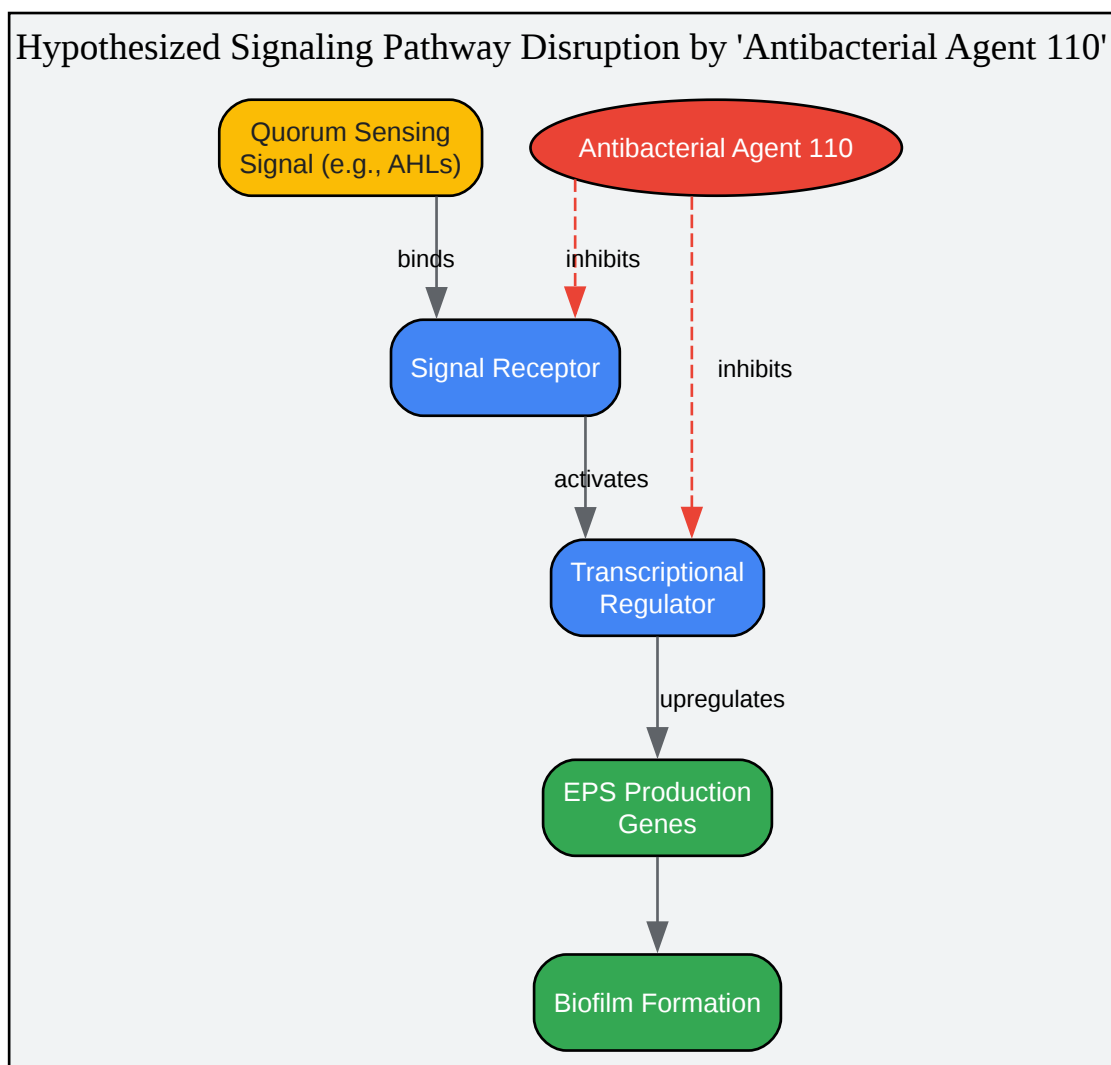 Hypothesized Signaling Pathway Disruption by 'Antibacterial Agent 110'
Quorum Sensing
Signal (e.g., AHLs)
Antibacterial Agent 110
binds
inhibits
Signal Receptor
inhibits
activates
Transcriptional
Regulator
upregulates
EPS Production
Genes
Biofilm Formation